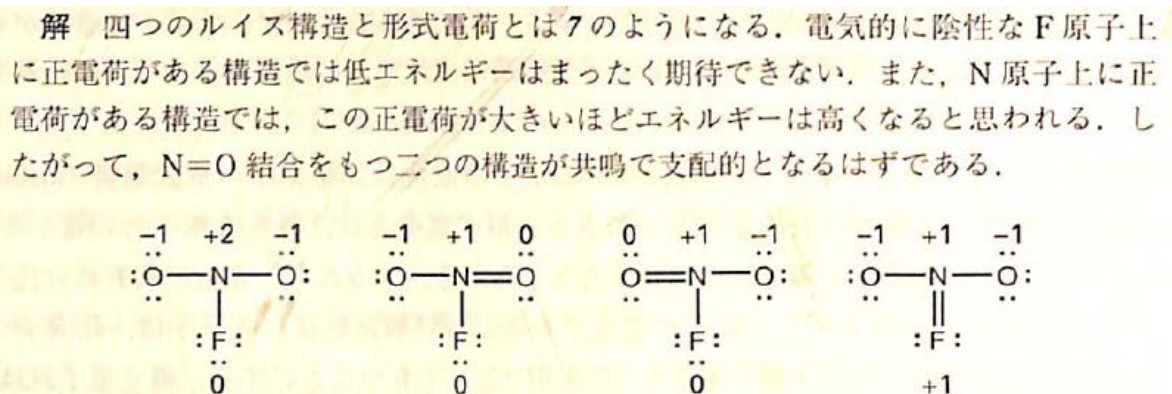 解 四つのルイズ構造と形式電荷とは7のようになる．電気的に陰性なF原子上
に正電荷がある構造では低エネルギーはまったく期待できない．また，N原子上に正
電荷がある構造では，この正電荷が大きいほどエネルギーは高くなると思われる．し
たがって，N=O結合をもつ二つの構造が共鳴で支配的となるはずである．
−1 +2 −1 −1 +1 0 0 +1 −1 −1 +1 −1
:O—N—O: :O—N=O O=N—O: :O—N—O:
:F: :F: :F: :F:
0 0 0 +1